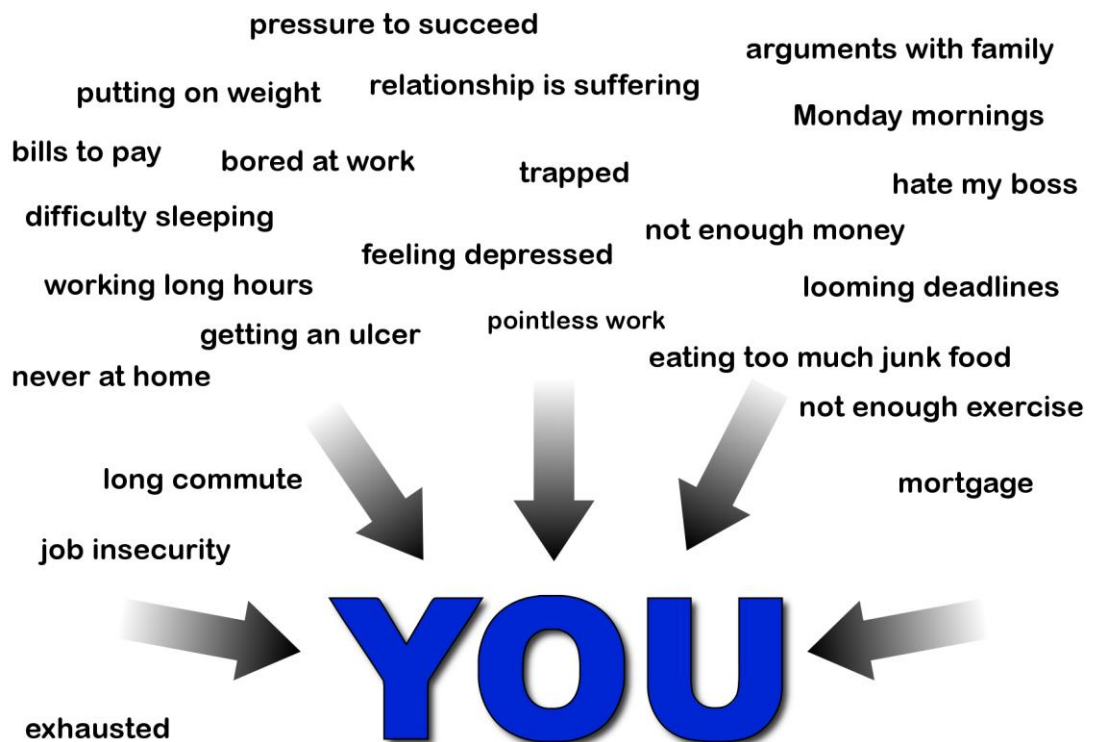 pressure to succeed
arguments with family
relationship is suffering
putting on weight
Monday mornings
bills to pay
bored at work
trapped
hate my boss
difficulty sleeping
not enough money
feeling depressed
working long hours
looming deadlines
pointless work
getting an ulcer
eating too much junk food
never at home
not enough exercise
long commute
mortgage
job insecurity
YOU
exhausted